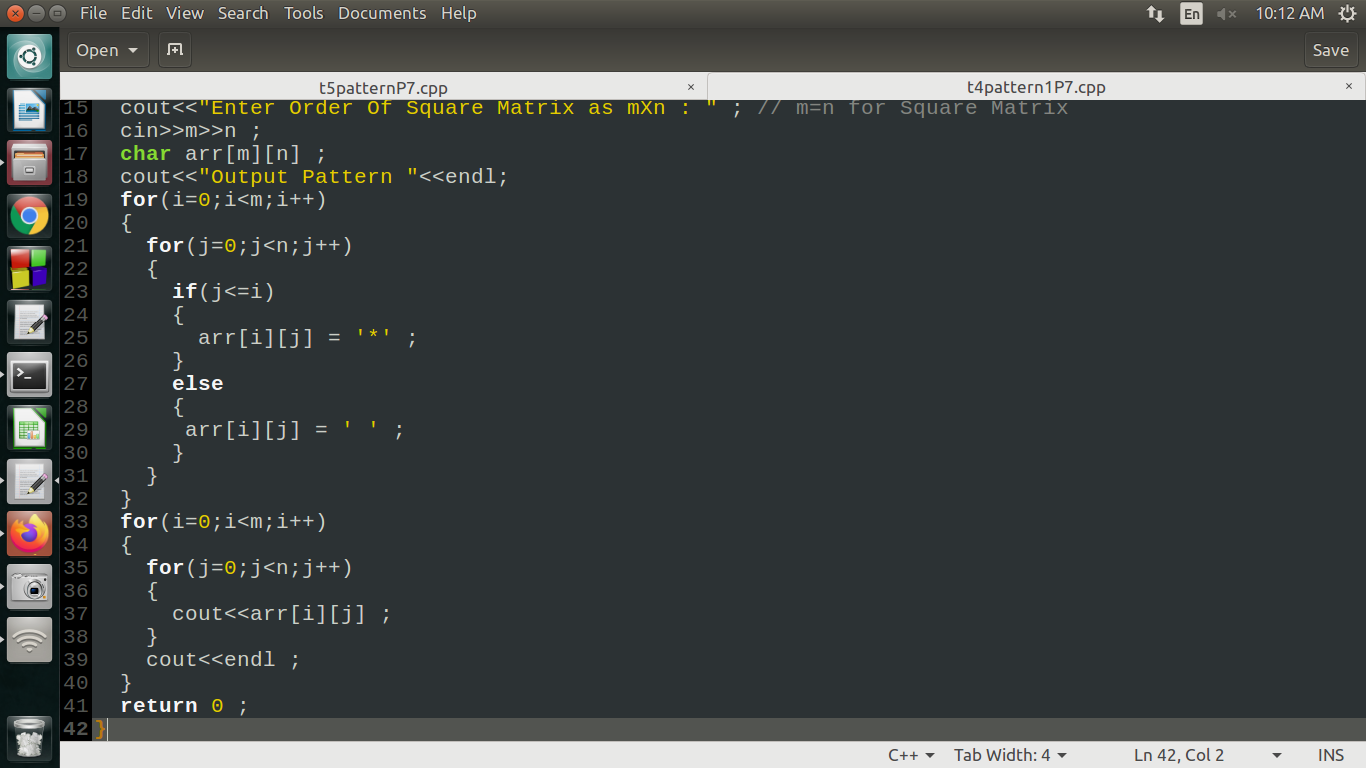 File Edit View Search Tools Documents Help En 10:12 AM
Open Save
t5patternP7.cpp × t4pattern1P7.cpp ×
15 cout<<"Enter Order Of Square Matrix as mXn : " ; // m=n for Square Matrix
16 cin>>m>>n ;
17 char arr[m][n] ;
18 cout<<"Output Pattern "<<endl;
19 for(i=0;i<m;i++)
20 {
21 for(j=0;j<n;j++)
22 {
23 if(j<=i)
24 {
25 arr[i][j] = '*' ;
26 }
27 else
28 {
29 arr[i][j] = ' ' ;
30 }
31 }
32 }
33 for(i=0;i<m;i++)
34 {
35 for(j=0;j<n;j++)
36 {
37 cout<<arr[i][j] ;
38 }
39 cout<<endl ;
40 }
41 return 0 ;
42 }
C++ Tab Width: 4 Ln 42, Col 2 INS